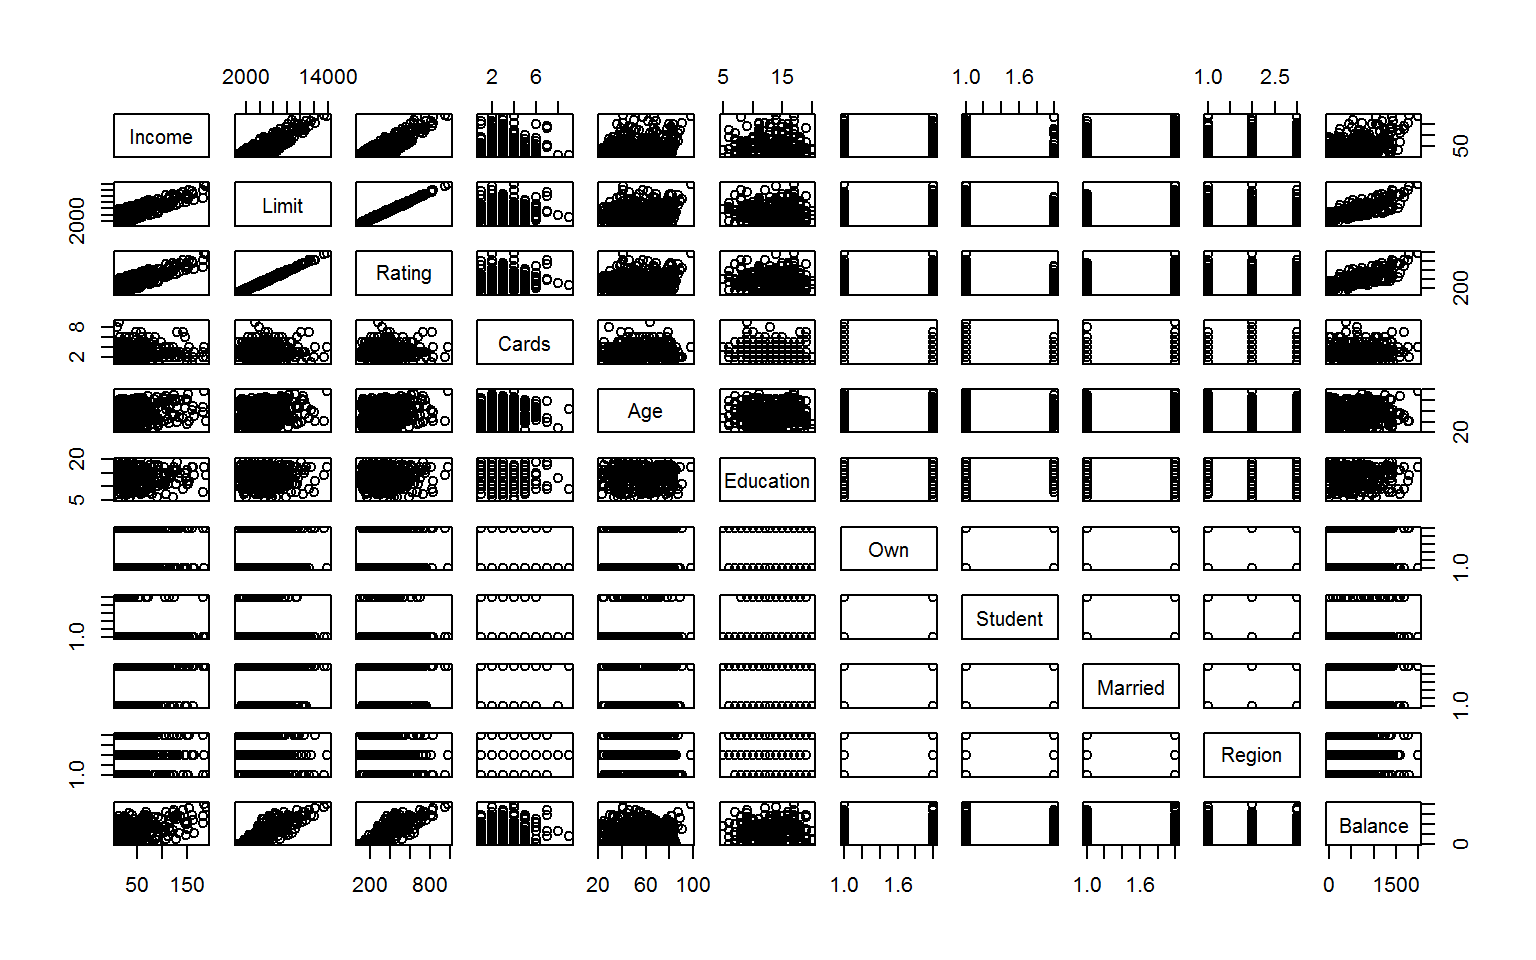 2000 14000 2 6 5 15 1.0 1.6 1.0 2.5
Income 50
2000 Limit
Rating 200
8 2 Cards
Age 20
20 5 Education
Own 1.0
1.0 Student
Married 1.0
1.0 Region
Balance 0
50 150 200 800 20 60 100 1.0 1.6 1.0 1.6 0 1500